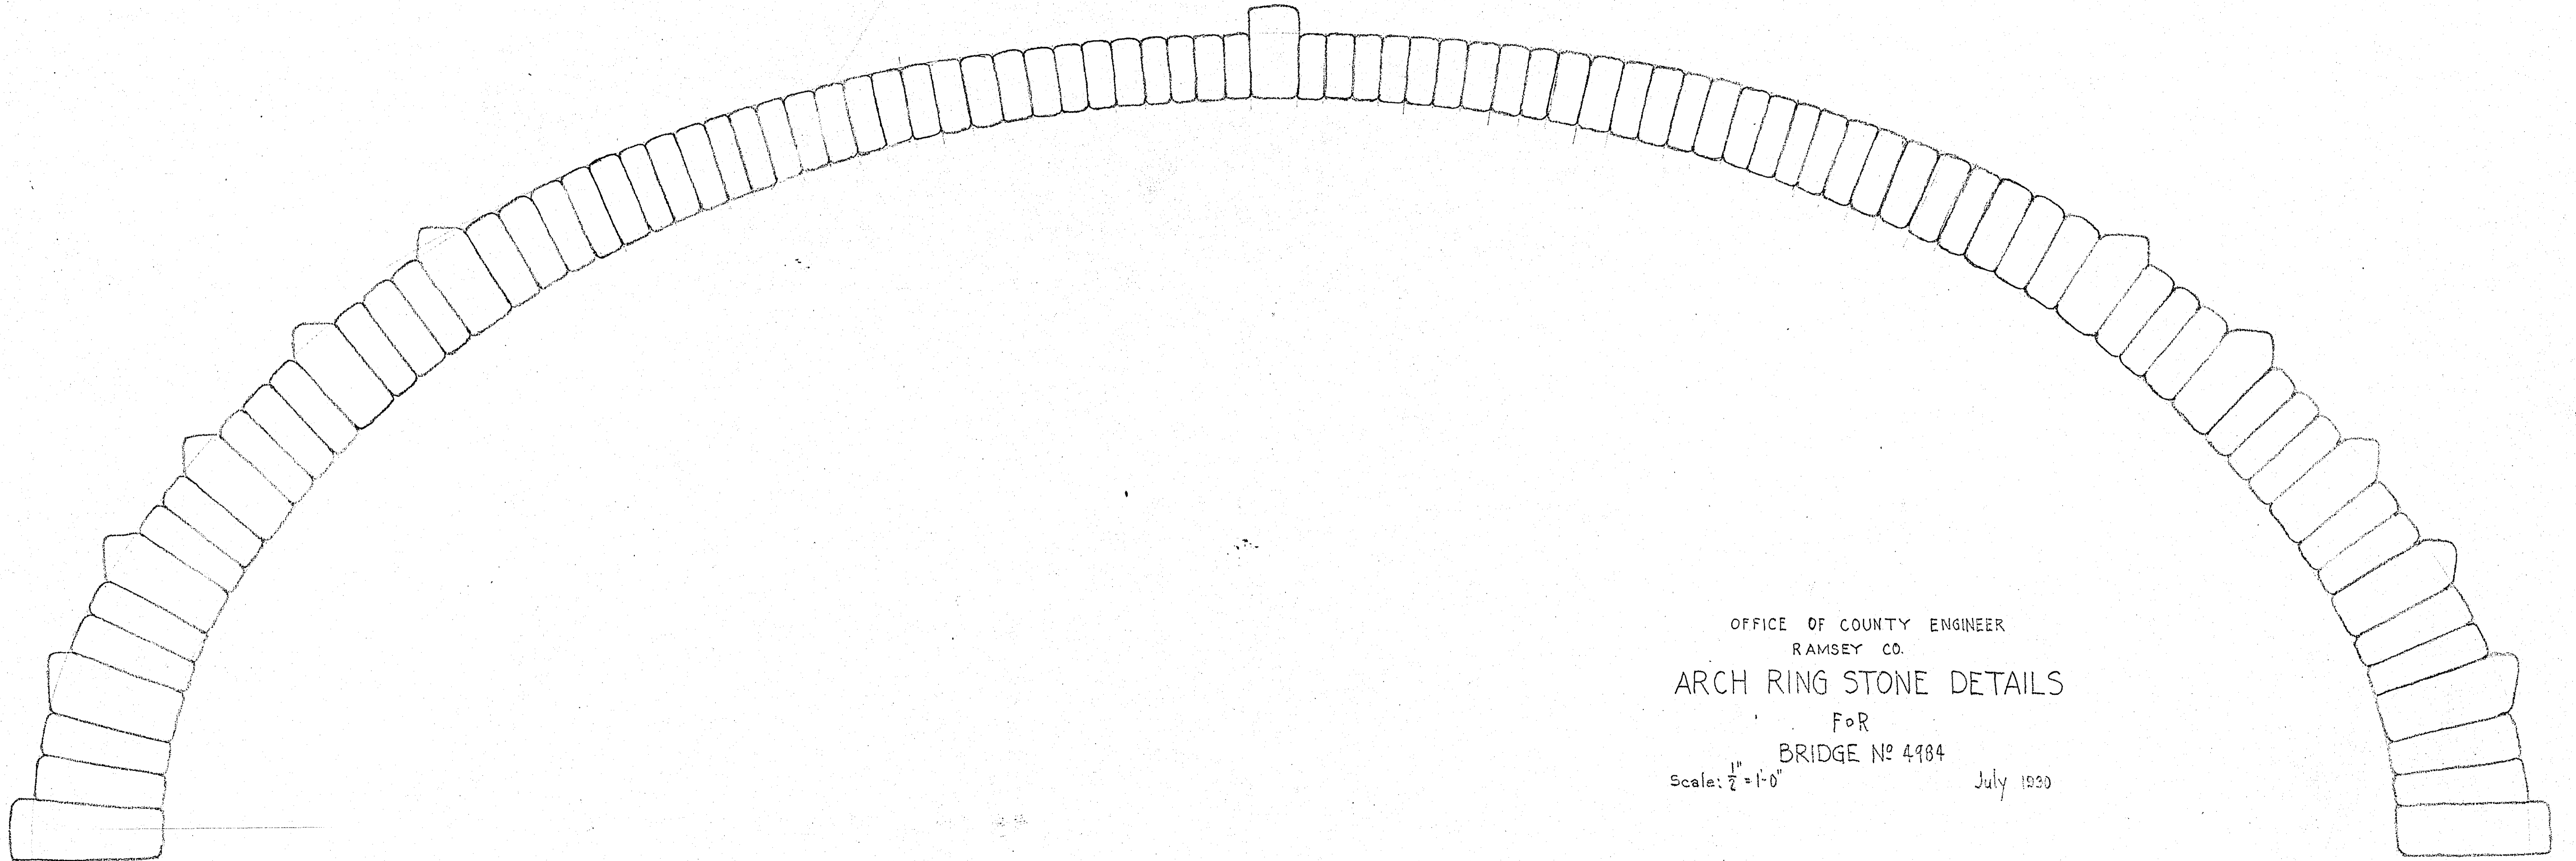 OFFICE OF COUNTY ENGINEER
RAMSEY CO.
ARCH RING STONE DETAILS
FOR
BRIDGE Nº 4984
Scale: ½" = 1'-0" July 1930